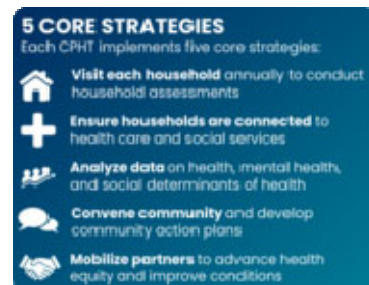 5 CORE STRATEGIES
Each CPHT implements five core strategies:
Visit each household annually to conduct
household assessments
Ensure households are connected to
health care and social services
Analyze data on health, mental health,
and social determinants of health
Convene community and develop
community action plans
Mobilize partners to advance health
equity and improve conditions